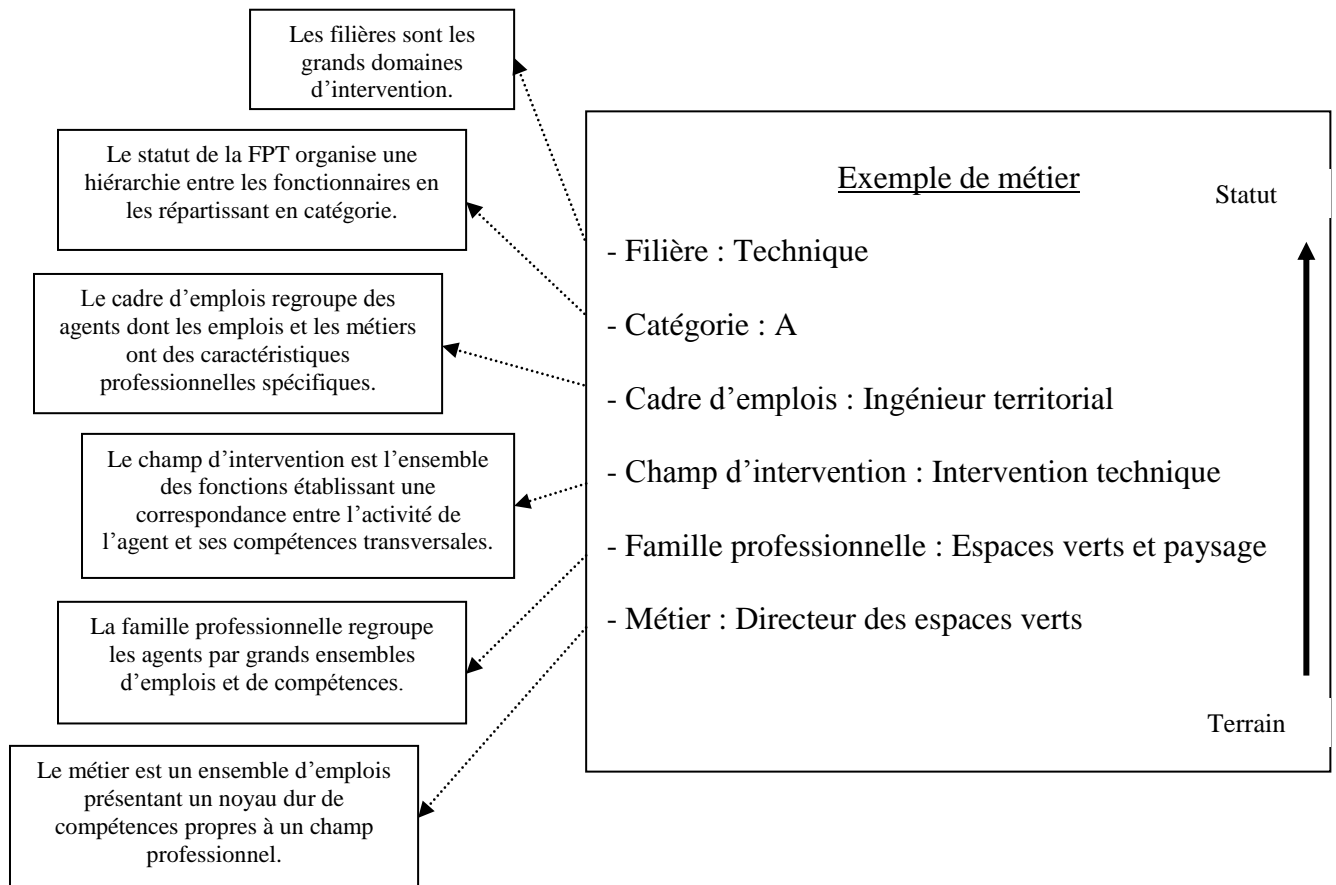 Les filières sont les
grands domaines
d’intervention.
Le statut de la FPT organise une
hiérarchie entre les fonctionnaires en
les répartissant en catégorie.
Le cadre d’emplois regroupe des
agents dont les emplois et les métiers
ont des caractéristiques
professionnelles spécifiques.
Le champ d’intervention est l’ensemble
des fonctions établissant une
correspondance entre l’activité de
l’agent et ses compétences transversales.
La famille professionnelle regroupe
les agents par grands ensembles
d’emplois et de compétences.
Le métier est un ensemble d’emplois
présentant un noyau dur de
compétences propres à un champ
professionnel.
Exemple de métier
Statut
- Filière : Technique
- Catégorie : A
- Cadre d’emplois : Ingénieur territorial
- Champ d’intervention : Intervention technique
- Famille professionnelle : Espaces verts et paysage
- Métier : Directeur des espaces verts
Terrain